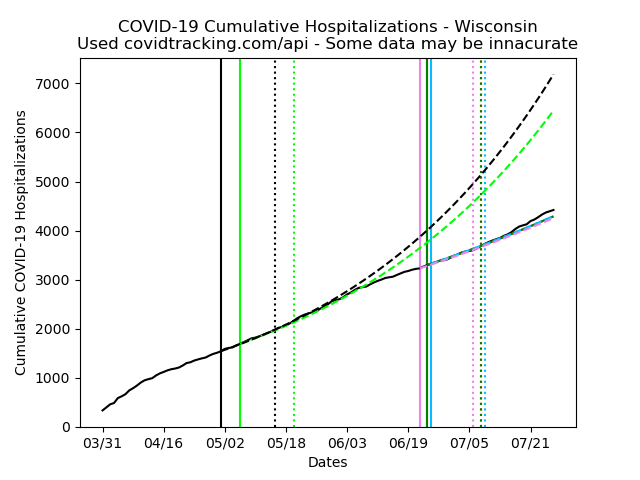 COVID-19 Cumulative Hospitalizations - Wisconsin
Used covidtracking.com/api - Some data may be innacurate
Cumulative COVID-19 Hospitalizations
7000
6000
5000
4000
3000
2000
1000
0
03/31 04/16 05/02 05/18 06/03 06/19 07/05 07/21
Dates